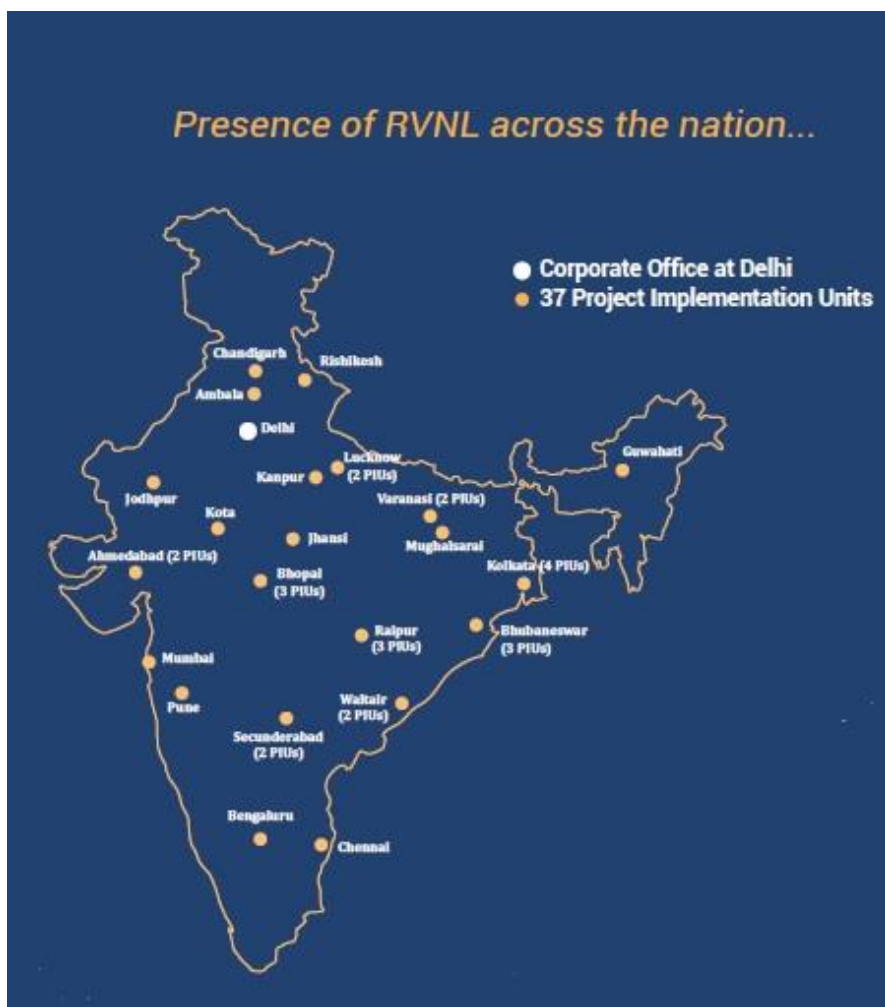 Presence of RVNL across the nation...
Corporate Office at Delhi
37 Project Implementation Units
Chandigarh
Rishikesh
Ambala
Delhi
Lucknow
(2 PIUs)
Kanpur
Guwahati
Jodhpur
Varanasi (2 PIUs)
Kota
Jhansi
Mughalsarai
Ahmedabad (2 PIUs)
Kolkata (4 PIUs)
Bhopal
(3 PIUs)
Raipur
(3 PIUs)
Bhubaneswar
(3 PIUs)
Mumbai
Pune
Waltair
(2 PIUs)
Secunderabad
(2 PIUs)
Bengaluru
Chennai